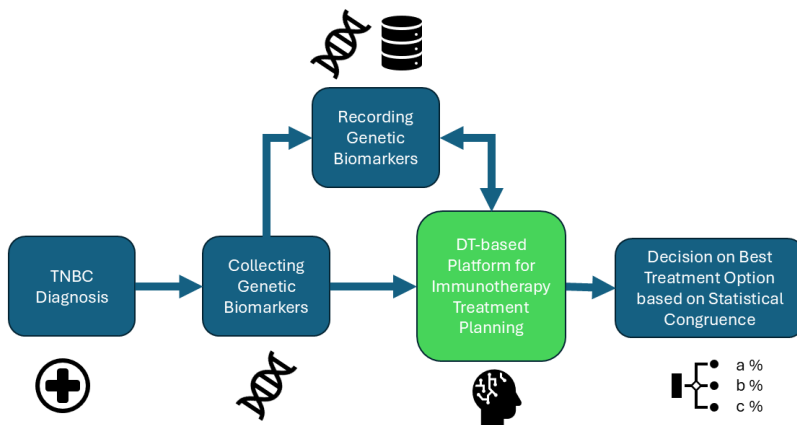 Recording
Genetic
Biomarkers
TNBC
Diagnosis
Collecting
Genetic
Biomarkers
DT-based
Platform for
Immunotherapy
Treatment
Planning
Decision on Best
Treatment Option
based on Statistical
Congruence
a %
b %
c %